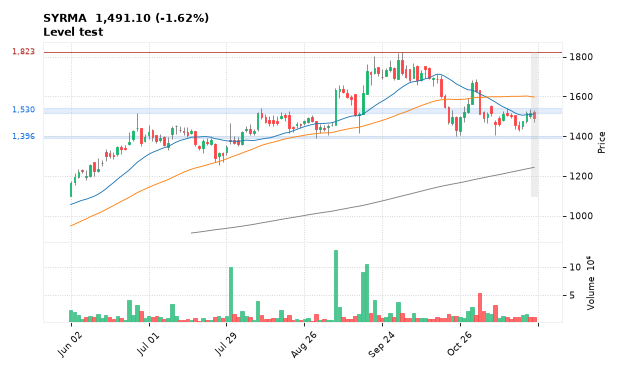 SYRMA 1,491.10 (-1.62%)
Level test
1,823
1,530
1,396
1800
1600
1400
1200
1000
Price
10
5
Volume 10⁶
Jun 02
Jul 01
Jul 29
Aug 26
Sep 24
Oct 26